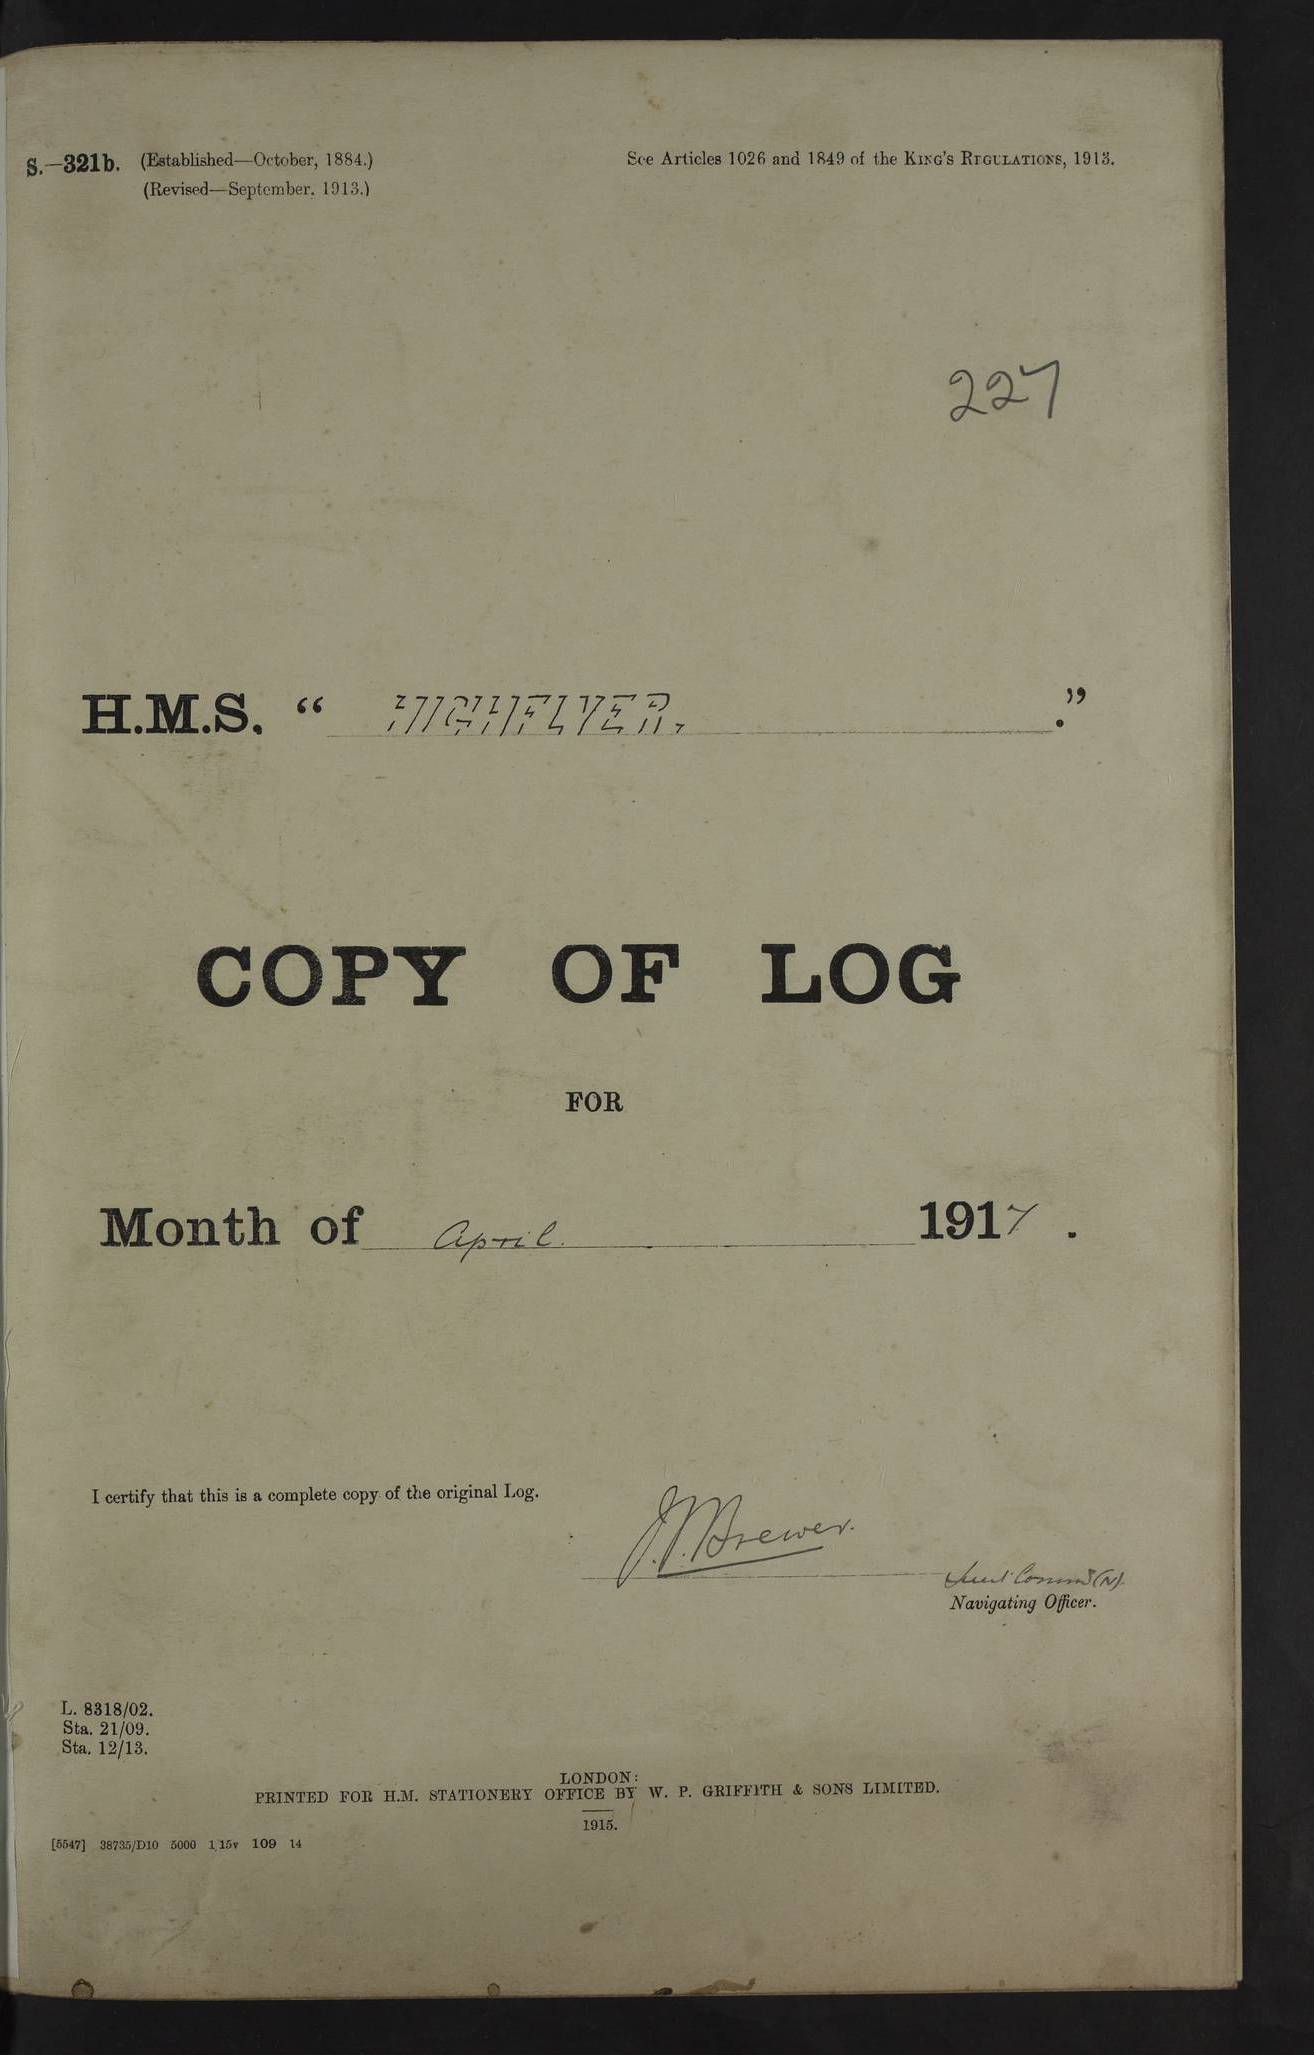 S.—321b. (Established—October, 1884.)
(Revised—September, 1913.)
See Articles 1026 and 1849 of the KING'S REGULATIONS, 1913.
227
H.M.S. “ HIGHFLYER. .”
COPY OF LOG
FOR
Month of April. 1917 .
I certify that this is a complete copy of the original Log.
J.P. Brewer.
Lieut Comm (N).
Navigating Officer.
L. 8318/02.
Sta. 21/09.
Sta. 12/13.
LONDON:
PRINTED FOR H.M. STATIONERY OFFICE BY W. P. GRIFFITH & SONS LIMITED.
1915.
[5547] 38735/D10 5000 1 15v 109 14